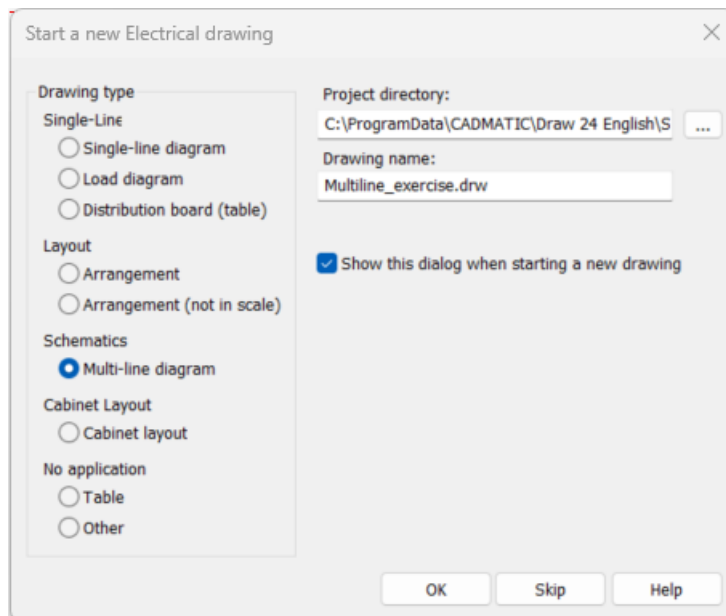 Start a new Electrical drawing
Drawing type
Single-Line
Single-line diagram
Load diagram
Distribution board (table)
Layout
Arrangement
Arrangement (not in scale)
Schematics
Multi-line diagram
Cabinet Layout
Cabinet layout
No application
Table
Other
Project directory:
C:\ProgramData\CADMATIC\Draw 24 English\S
...
Drawing name:
Multiline_exercise.drw
Show this dialog when starting a new drawing
OK Skip Help